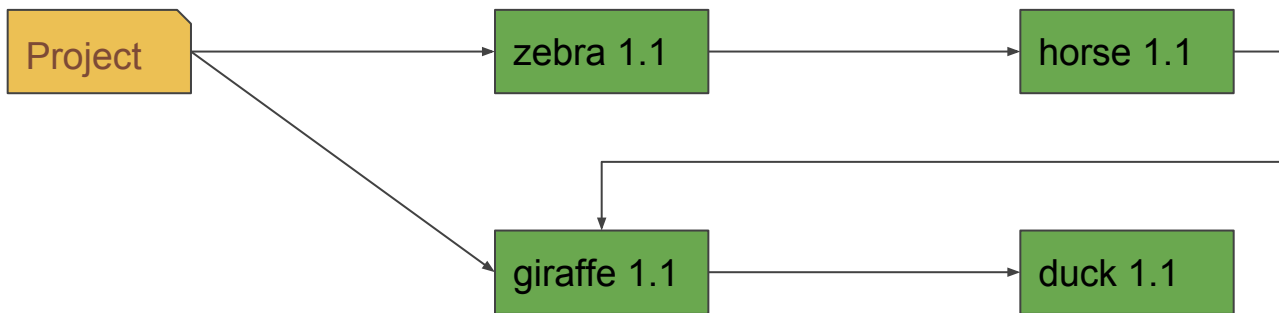 Project
zebra 1.1
horse 1.1
giraffe 1.1
duck 1.1